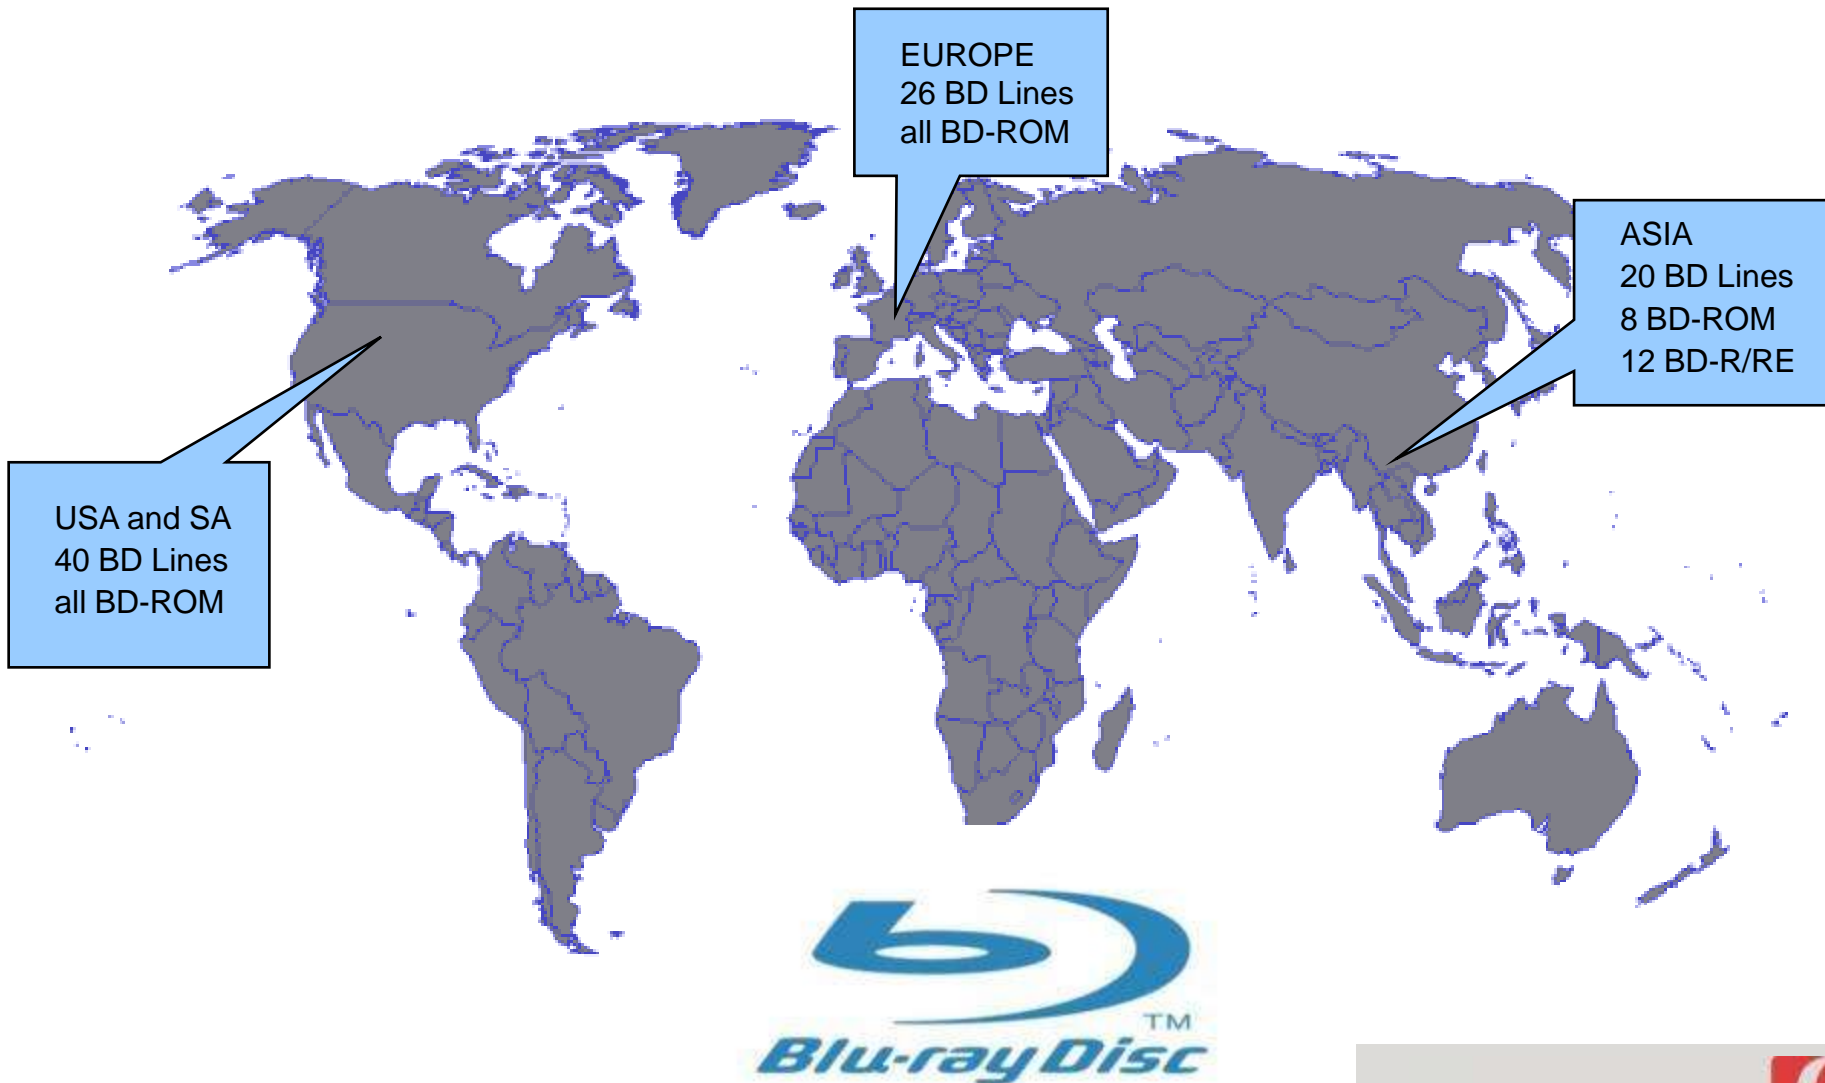 EUROPE
26 BD Lines
all BD-ROM
ASIA
20 BD Lines
8 BD-ROM
12 BD-R/RE
USA and SA
40 BD Lines
all BD-ROM
TM
Blu-ray Disc